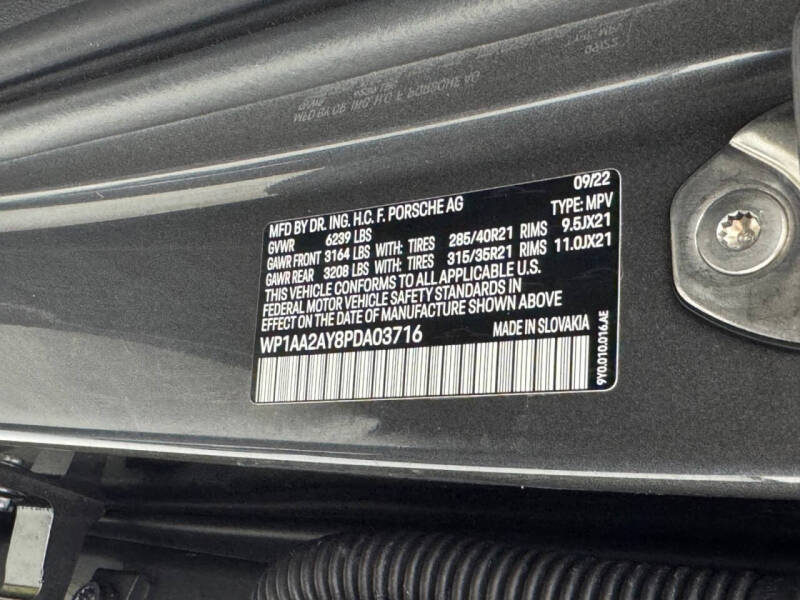 09/22
MFD BY DR. ING. H.C. F. PORSCHE AG
GVWR 6239 LBS TYPE: MPV
GAWR FRONT 3164 LBS WITH: TIRES 285/40R21 RIMS 9.5JX21
GAWR REAR 3208 LBS WITH: TIRES 315/35R21 RIMS 11.0JX21
THIS VEHICLE CONFORMS TO ALL APPLICABLE U.S.
FEDERAL MOTOR VEHICLE SAFETY STANDARDS IN
EFFECT ON THE DATE OF MANUFACTURE SHOWN ABOVE
WP1AA2AY8PDA03716 MADE IN SLOVAKIA
9Y0.010.016.AE